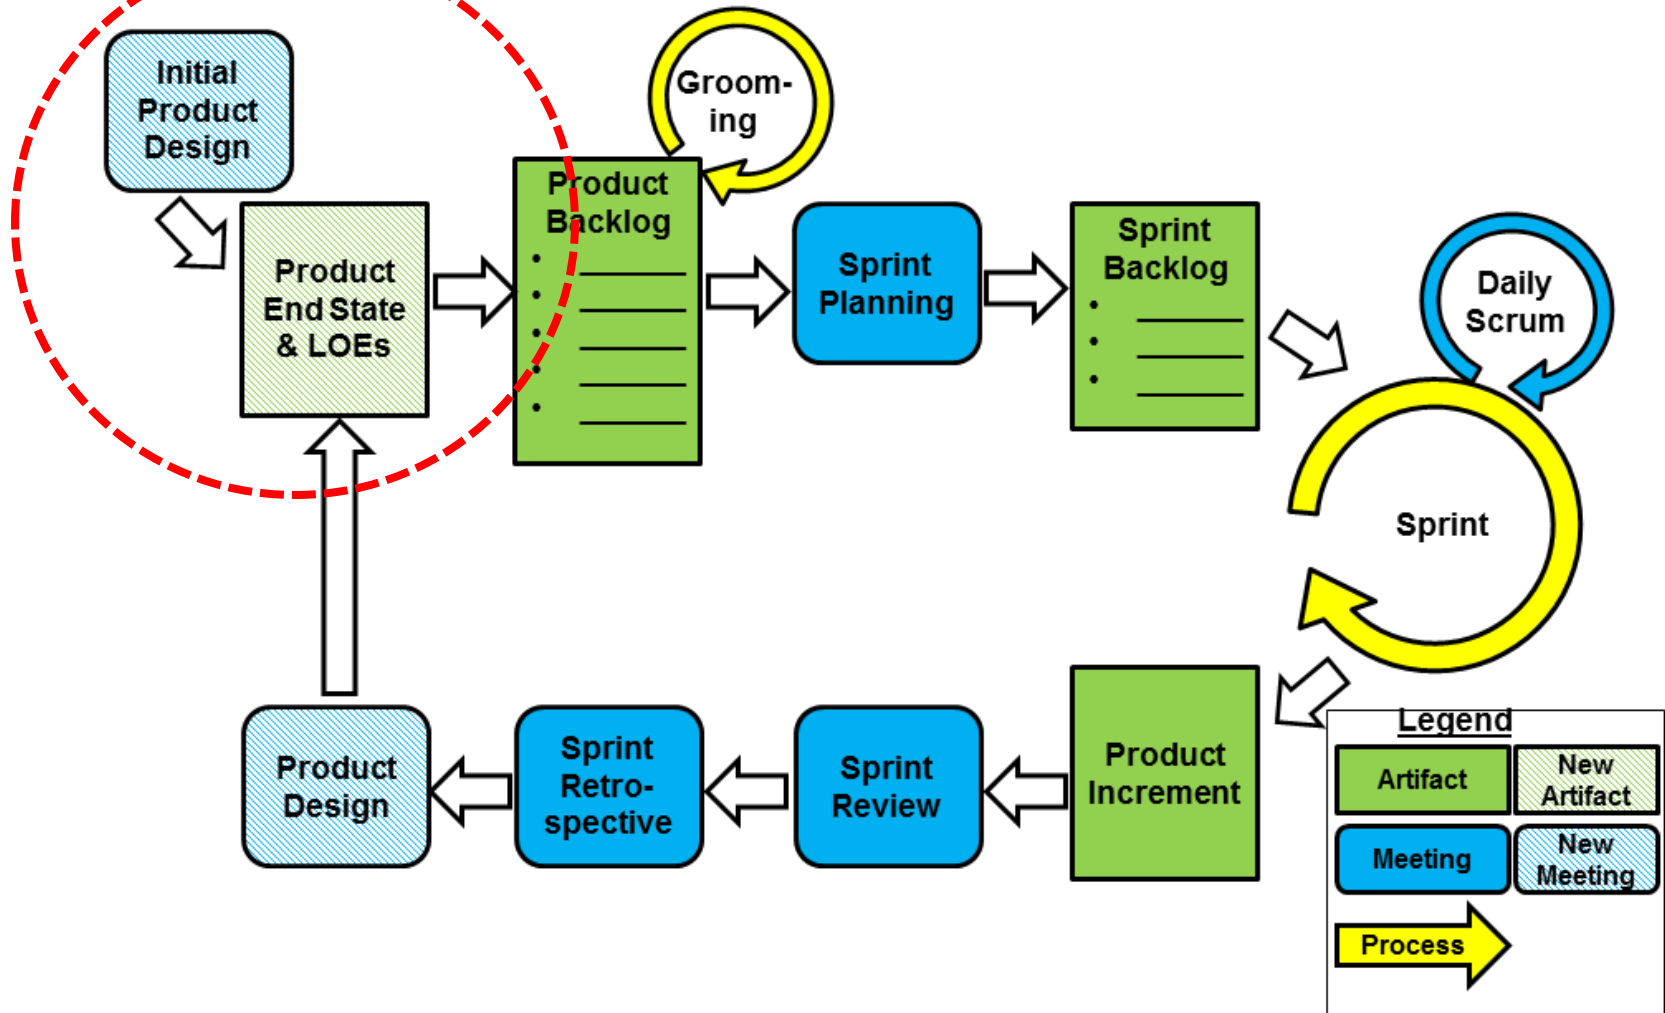 Initial
Product
Design
Groom-
ing
Product
End State
& LOEs
Product
Backlog
Sprint
Planning
Sprint
Backlog
Daily
Scrum
Sprint
Product
Design
Sprint
Retro-
spective
Sprint
Review
Product
Increment
Legend
Artifact
New
Artifact
Meeting
New
Meeting
Process